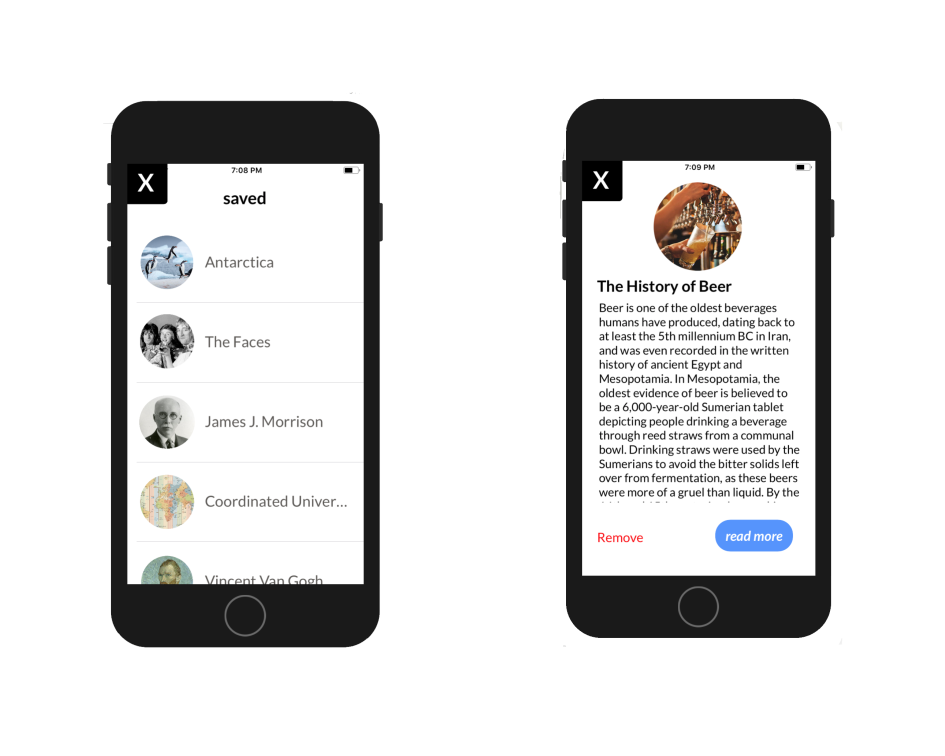 X
7:08 PM
saved
Antarctica
The Faces
James J. Morrison
Coordinated Univer...
Vincent Van Gogh
X
7:09 PM
The History of Beer
Beer is one of the oldest beverages
humans have produced, dating back to
at least the 5th millennium BC in Iran,
and was even recorded in the written
history of ancient Egypt and
Mesopotamia. In Mesopotamia, the
oldest evidence of beer is believed to
be a 6,000-year-old Sumerian tablet
depicting people drinking a beverage
through reed straws from a communal
bowl. Drinking straws were used by the
Sumerians to avoid the bitter solids left
over from fermentation, as these beers
were more of a gruel than liquid. By the
Remove
read more